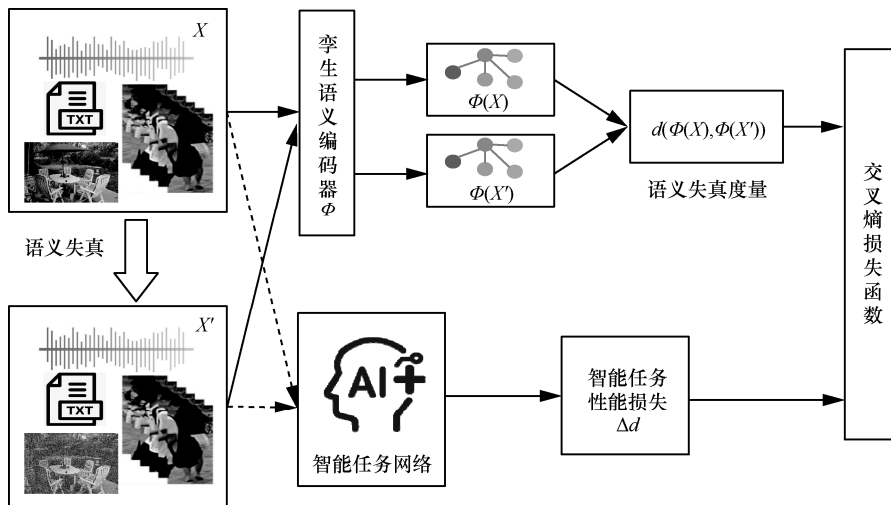 X
TXT
语义失真
X′
TXT
孪生语义编码器Φ
Φ(X)
Φ(X′)
d(Φ(X),Φ(X′))
语义失真度量
AI+
智能任务网络
智能任务
性能损失
Δd
交叉熵损失函数